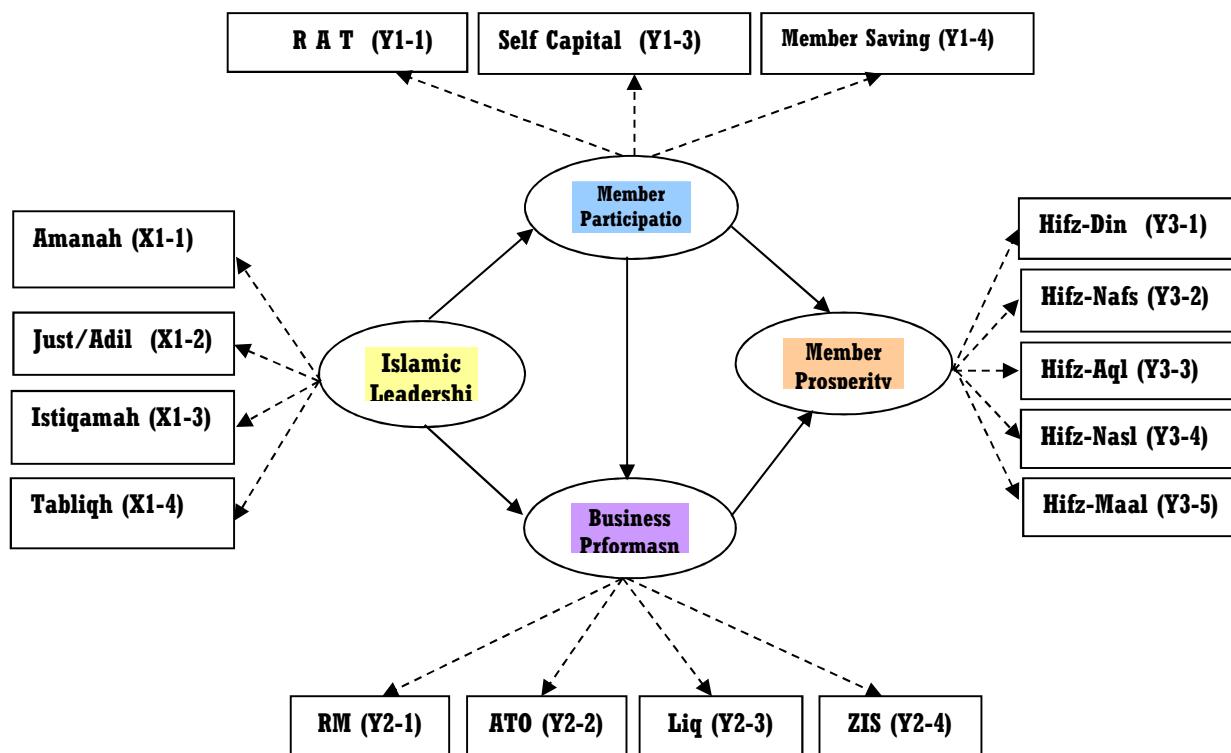 R A T (Y1-1)
Self Capital (Y1-3)
Member Saving (Y1-4)
Member
Participatio
Amanah (X1-1)
Just/Adil (X1-2)
Istiqamah (X1-3)
Tabliqh (X1-4)
Islamic
Leadershi
Member
Prosperity
Hifz-Din (Y3-1)
Hifz-Nafs (Y3-2)
Hifz-Aql (Y3-3)
Hifz-Nasl (Y3-4)
Hifz-Maal (Y3-5)
Business
Prformasn
RM (Y2-1)
ATO (Y2-2)
Liq (Y2-3)
ZIS (Y2-4)